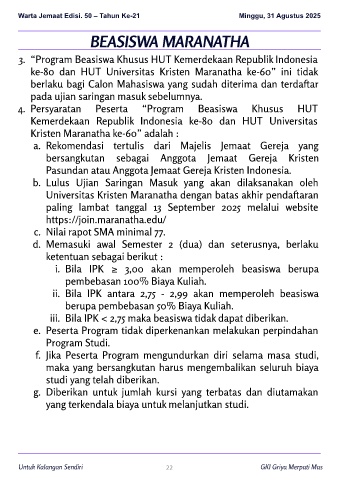 Warta Jemaat Edisi. 50 – Tahun Ke-21 Minggu, 31 Agustus 2025
BEASISWA MARANATHA
3. “Program Beasiswa Khusus HUT Kemerdekaan Republik Indonesia
ke-80 dan HUT Universitas Kristen Maranatha ke-60” ini tidak
berlaku bagi Calon Mahasiswa yang sudah diterima dan terdaftar
pada ujian saringan masuk sebelumnya.
4. Persyaratan Peserta “Program Beasiswa Khusus HUT
Kemerdekaan Republik Indonesia ke-80 dan HUT Universitas
Kristen Maranatha ke-60” adalah :
a. Rekomendasi tertulis dari Majelis Jemaat Gereja yang
bersangkutan sebagai Anggota Jemaat Gereja Kristen
Pasundan atau Anggota Jemaat Gereja Kristen Indonesia.
b. Lulus Ujian Saringan Masuk yang akan dilaksanakan oleh
Universitas Kristen Maranatha dengan batas akhir pendaftaran
paling lambat tanggal 13 September 2025 melalui website
https://join.maranatha.edu/
c. Nilai rapot SMA minimal 77.
d. Memasuki awal Semester 2 (dua) dan seterusnya, berlaku
ketentuan sebagai berikut :
i. Bila IPK ≥ 3,00 akan memperoleh beasiswa berupa
pembebasan 100% Biaya Kuliah.
ii. Bila IPK antara 2,75 - 2,99 akan memperoleh beasiswa
berupa pembebasan 50% Biaya Kuliah.
iii. Bila IPK < 2,75 maka beasiswa tidak dapat diberikan.
e. Peserta Program tidak diperkenankan melakukan perpindahan
Program Studi.
f. Jika Peserta Program mengundurkan diri selama masa studi,
maka yang bersangkutan harus mengembalikan seluruh biaya
studi yang telah diberikan.
g. Diberikan untuk jumlah kursi yang terbatas dan diutamakan
yang terkendala biaya untuk melanjutkan studi.
Untuk Kalangan Sendiri 22 GKI Griya Merpati Mas